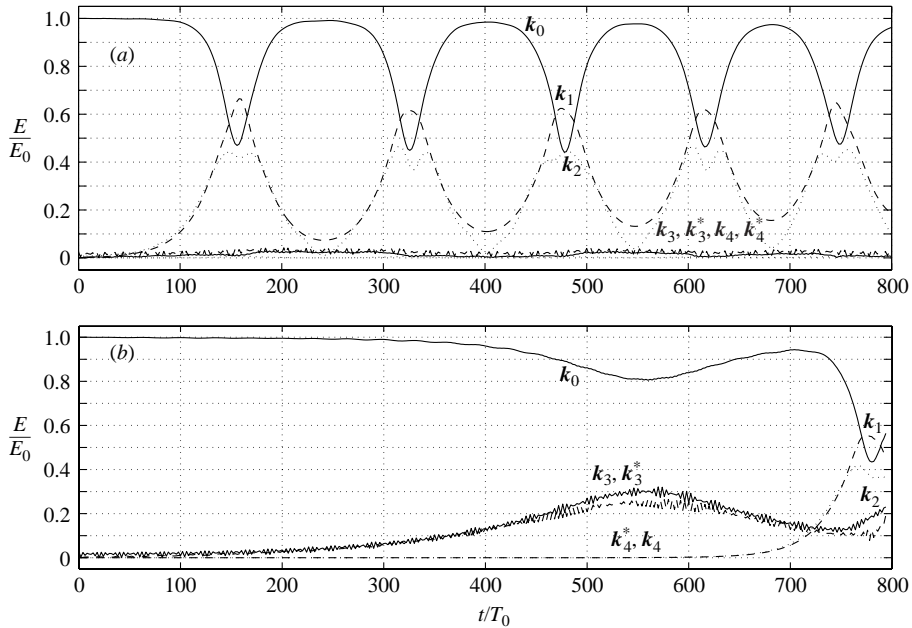 1.0
(a)
k₀
0.8
0.6
k₁
E/E₀
0.4
k₂
0.2
k₃, k₃*, k₄, k₄*
0
0 100 200 300 400 500 600 700 800
1.0
(b)
k₀
0.8
0.6
k₁
E/E₀
0.4
k₃, k₃*
k₂
0.2
k₄*, k₄
0
0 100 200 300 400 500 600 700 800
t/T₀